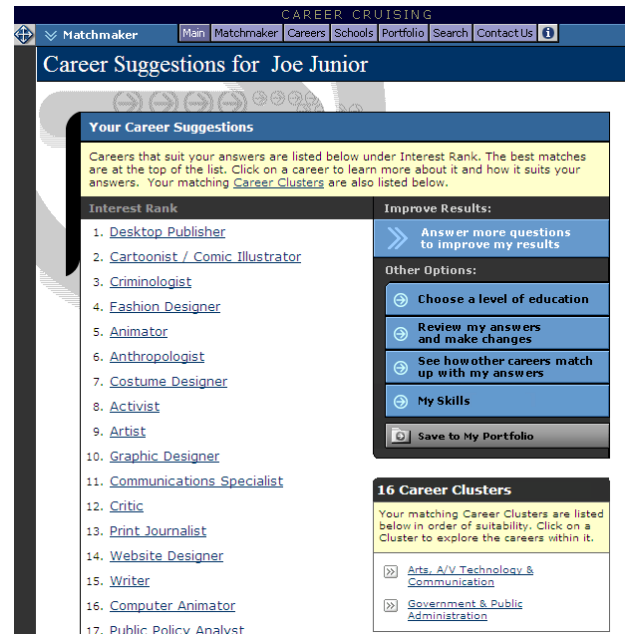 CAREER CRUISING
Matchmaker
Main Matchmaker Careers Schools Portfolio Search Contact Us i
Career Suggestions for Joe Junior
Your Career Suggestions
Careers that suit your answers are listed below under Interest Rank. The best matches
are at the top of the list. Click on a career to learn more about it and how it suits your
answers. Your matching Career Clusters are also listed below.
Interest Rank
1. Desktop Publisher
2. Cartoonist / Comic Illustrator
3. Criminologist
4. Fashion Designer
5. Animator
6. Anthropologist
7. Costume Designer
8. Activist
9. Artist
10. Graphic Designer
11. Communications Specialist
12. Critic
13. Print Journalist
14. Website Designer
15. Writer
16. Computer Animator
17. Public Policy Analyst
Improve Results:
Answer more questions
to improve my results
Other Options:
Choose a level of education
Review my answers
and make changes
See how other careers match
up with my answers
My Skills
Save to My Portfolio
16 Career Clusters
Your matching Career Clusters are listed
below in order of suitability. Click on a
Cluster to explore the careers within it.
Arts, A/V Technology &
Communication
Government & Public
Administration